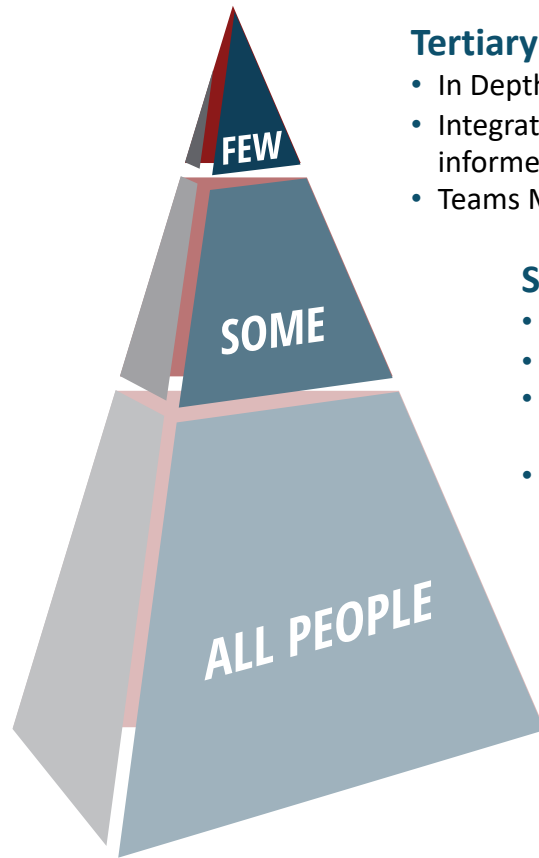 Tertiary
• In Depth
• Integrat
informe
• Teams M
FEW
S
•
•
•
•
SOME
ALL PEOPLE